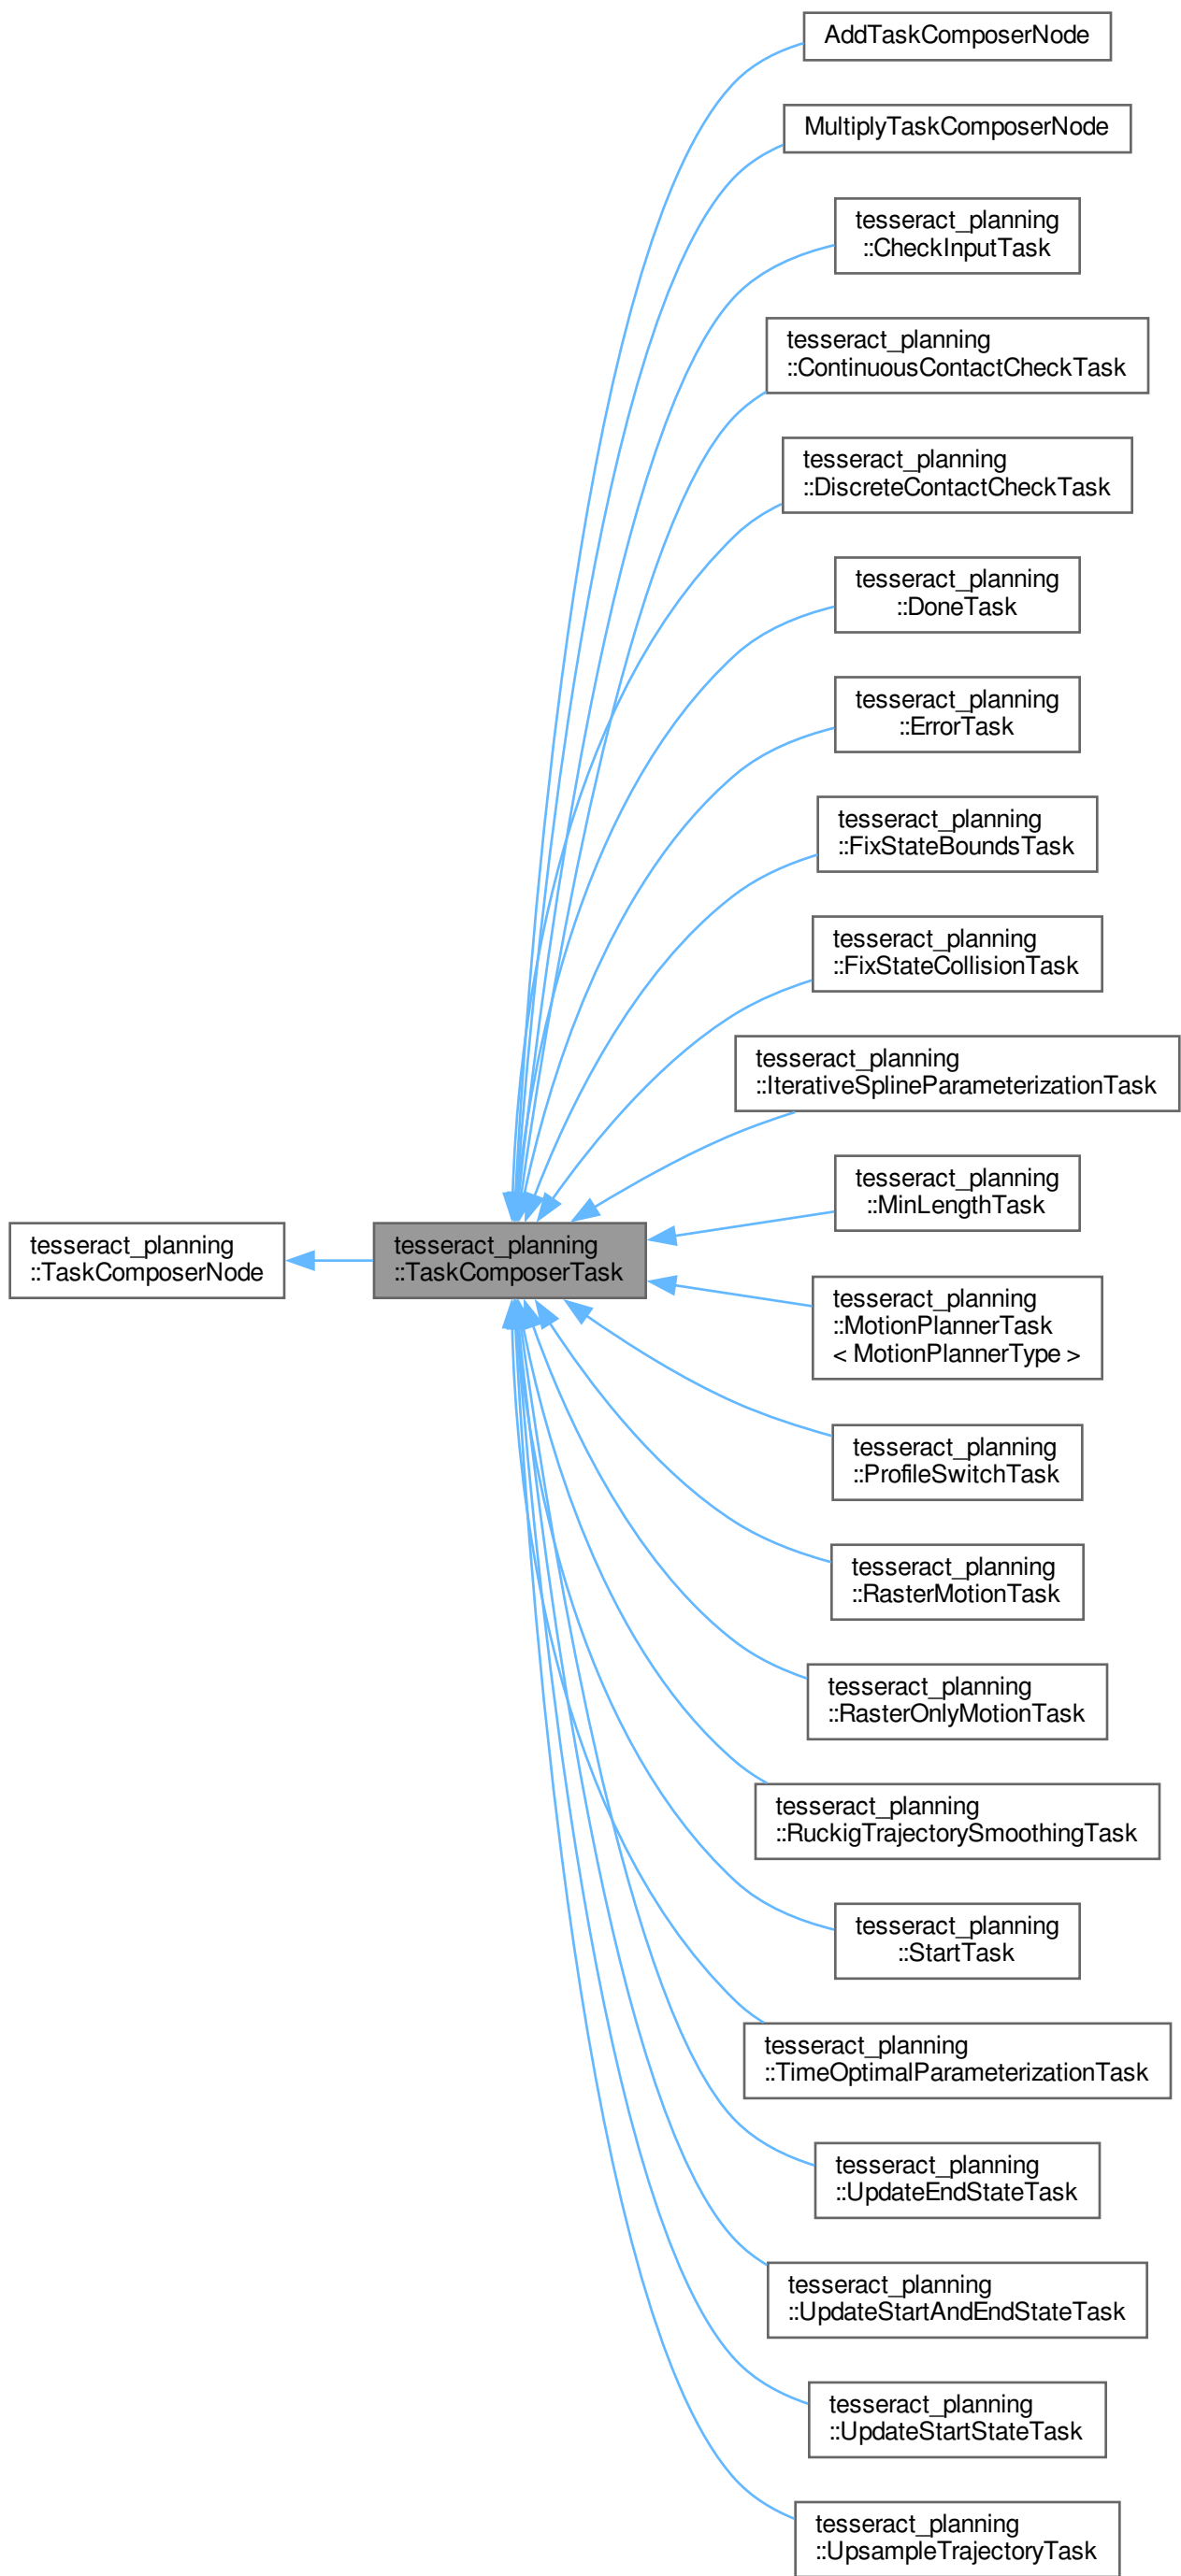 AddTaskComposerNode
MultiplyTaskComposerNode
tesseract_planning
::CheckInputTask
tesseract_planning
::ContinuousContactCheckTask
tesseract_planning
::DiscreteContactCheckTask
tesseract_planning
::DoneTask
tesseract_planning
::ErrorTask
tesseract_planning
::FixStateBoundsTask
tesseract_planning
::FixStateCollisionTask
tesseract_planning
::IterativeSplineParameterizationTask
tesseract_planning
::MinLengthTask
tesseract_planning
::TaskComposerNode
tesseract_planning
::TaskComposerTask
tesseract_planning
::MotionPlannerTask
< MotionPlannerType >
tesseract_planning
::ProfileSwitchTask
tesseract_planning
::RasterMotionTask
tesseract_planning
::RasterOnlyMotionTask
tesseract_planning
::RuckigTrajectorySmoothingTask
tesseract_planning
::StartTask
tesseract_planning
::TimeOptimalParameterizationTask
tesseract_planning
::UpdateEndStateTask
tesseract_planning
::UpdateStartAndEndStateTask
tesseract_planning
::UpdateStartStateTask
tesseract_planning
::UpsampleTrajectoryTask